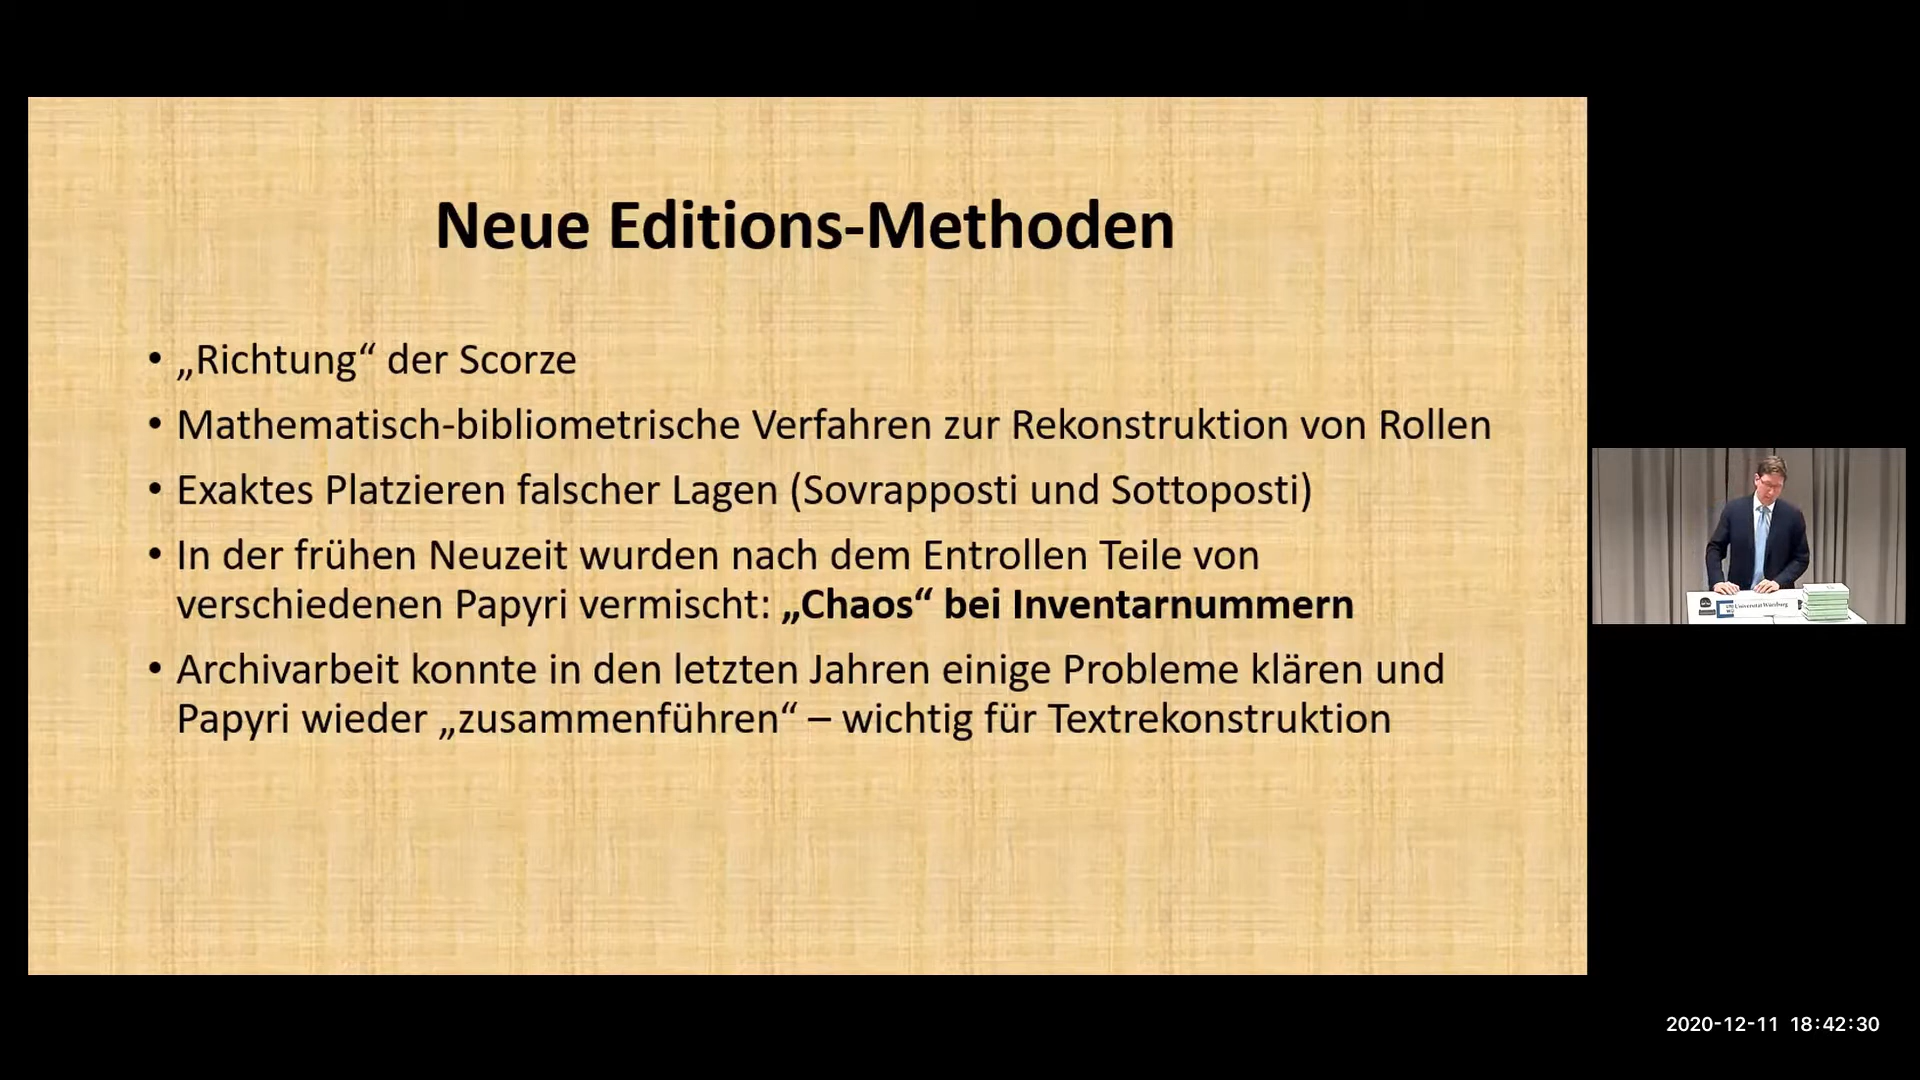 Neue Editions-Methoden
• „Richtung“ der Scorze
• Mathematisch-bibliometrische Verfahren zur Rekonstruktion von Rollen
• Exaktes Platzieren falscher Lagen (Sovrapposti und Sottoposti)
• In der frühen Neuzeit wurden nach dem Entrollen Teile von
verschiedenen Papyri vermischt: „Chaos“ bei Inventarnummern
• Archivarbeit konnte in den letzten Jahren einige Probleme klären und
Papyri wieder „zusammenführen“ – wichtig für Textrekonstruktion
Universität Würzburg
2020-12-11 18:42:30